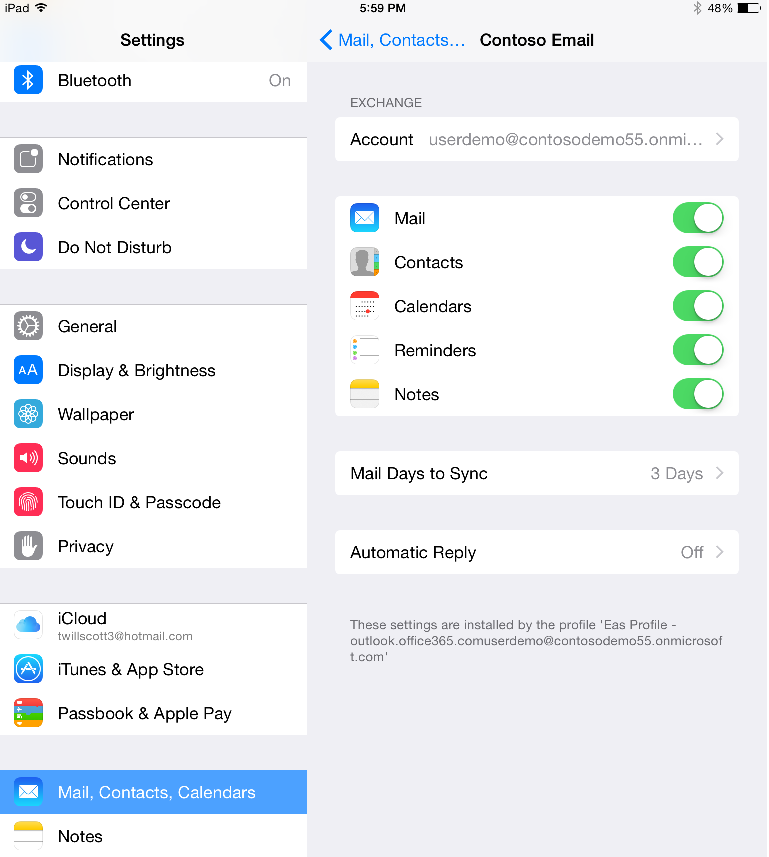 iPad
5:59 PM
48%
Settings
Bluetooth On
Notifications
Control Center
Do Not Disturb
General
AA Display & Brightness
Wallpaper
Sounds
Touch ID & Passcode
Privacy
iCloud
twillscott3@hotmail.com
iTunes & App Store
Passbook & Apple Pay
Mail, Contacts, Calendars
Notes
Mail, Contacts... Contoso Email
EXCHANGE
Account userdemo@contosodemo55.onmi...
Mail
Contacts
Calendars
Reminders
Notes
Mail Days to Sync 3 Days
Automatic Reply Off
These settings are installed by the profile 'Eas Profile -
outlook.office365.comuserdemo@contosodemo55.onmicrosof
t.com'